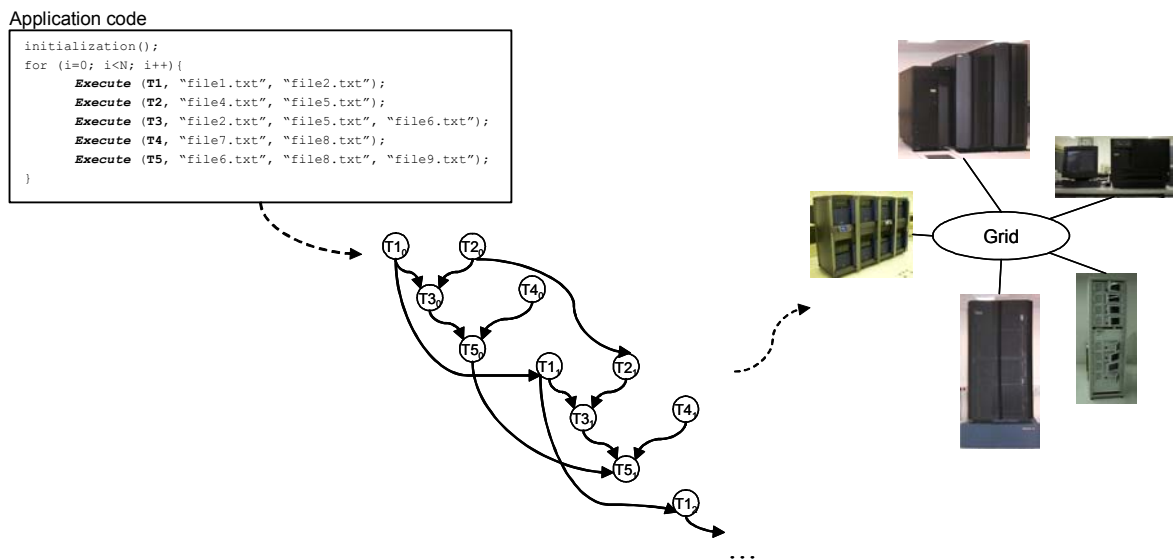 Application code
initialization();
for (i=0; i<N; i++){
Execute (T1, “file1.txt”, “file2.txt”);
Execute (T2, “file4.txt”, “file5.txt”);
Execute (T3, “file2.txt”, “file5.txt”, “file6.txt”);
Execute (T4, “file7.txt”, “file8.txt”);
Execute (T5, “file6.txt”, “file8.txt”, “file9.txt”);
}
Grid
T1₀
T2₀
T3₀
T4₀
T5₀
T1₁
T2₁
T3₁
T4₁
T5₁
T1₂
...